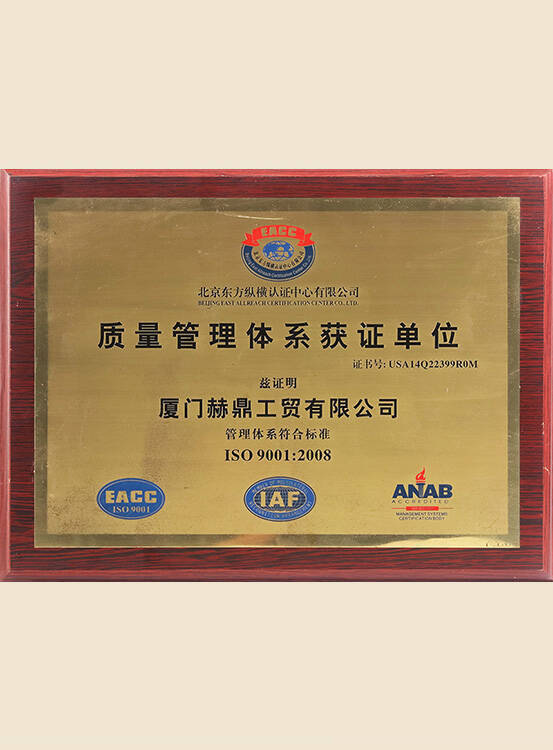 EACC
北京东方纵横认证中心有限公司
BEIJING EAST ALLREACH CERTIFICATION CENTER CO., LTD.
质量管理体系获证单位
证书号: USA14Q22399R0M
兹证明
厦门赫鼎工贸有限公司
管理体系符合标准
ISO 9001:2008
EACC
ISO 9001
IAF
ANAB
ACCREDITED
MANAGEMENT SYSTEMS
CERTIFICATION BODY